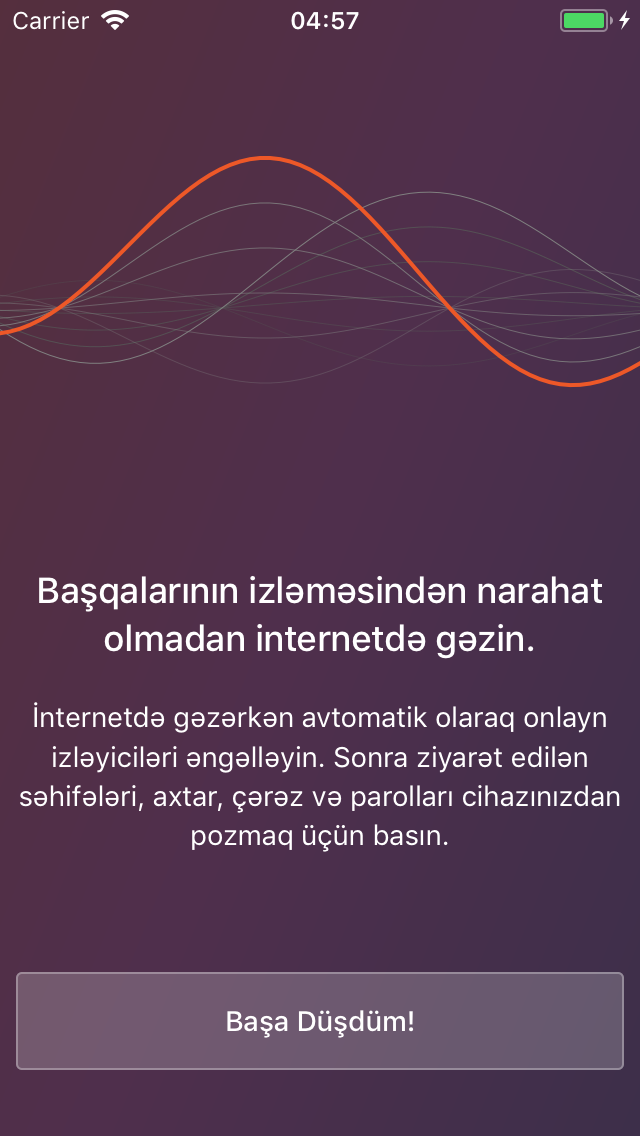 Carrier 04:57
Başqalarının izləməsindən narahat
olmadan internetdə gəzin.
İnternetdə gəzərkən avtomatik olaraq onlayn
izləyiciləri əngəlləyin. Sonra ziyarət edilən
səhifələri, axtar, çərəz və parolları cihazınızdan
pozmaq üçün basın.
Başa Düşdüm!